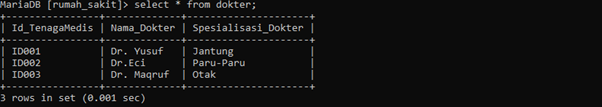 MariaDB [rumah_sakit]> select * from dokter;
+----------------+-------------+---------------------+
| Id_TenagaMedis | Nama_Dokter | Spesialisasi_Dokter |
+----------------+-------------+---------------------+
| ID001          | Dr. Yusuf   | Jantung             |
| ID002          | Dr.Eci      | Paru-Paru           |
| ID003          | Dr. Maqruf  | Otak                |
+----------------+-------------+---------------------+
3 rows in set (0.001 sec)